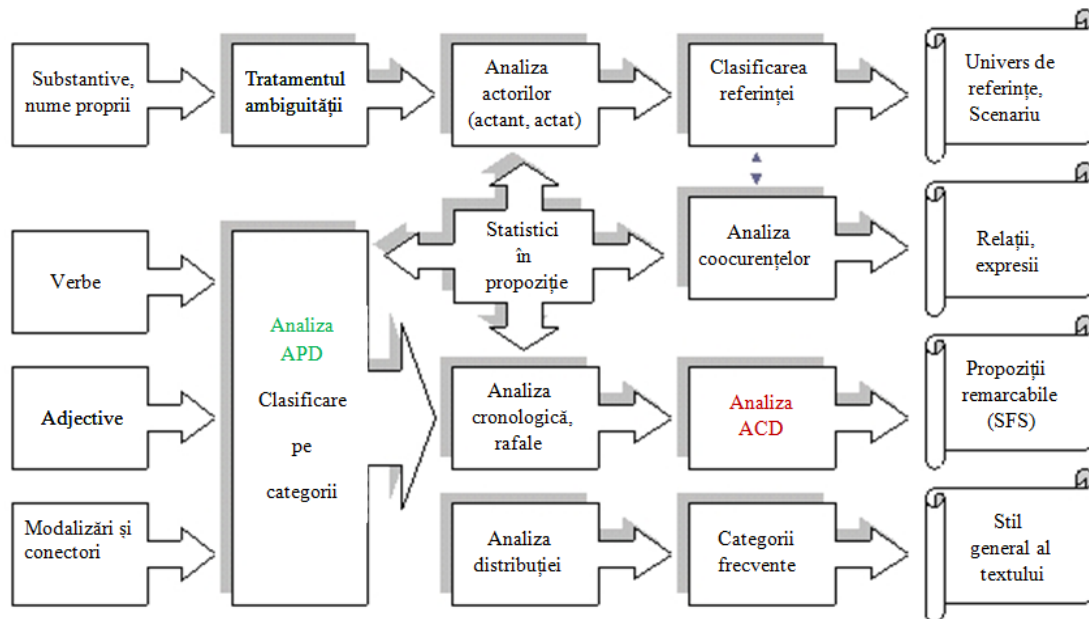 Substantive,
nume proprii
Tratamentul
ambiguității
Analiza
actorilor
(actant, actat)
Clasificarea
referinței
Univers de
referințe,
Scenariu
Verbe
Analiza
APD
Clasificare
pe
categorii
Statistici
în
propoziție
Analiza
coocurențelor
Relații,
expresii
Adjective
Analiza
cronologică,
rafale
Analiza
ACD
Propoziții
remarcabile
(SFS)
Modalizări și
conectori
Analiza
distribuției
Categorii
frecvente
Stil
general al
textului